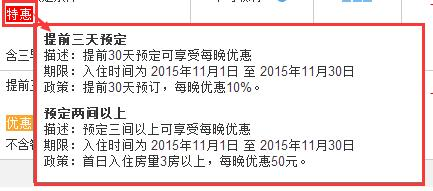 特惠
提前三天预定
描述：提前30天预定可享受每晚优惠
期限：入住时间为 2015年11月1日 至 2015年11月30日
政策：提前30天预订，每晚优惠10%。
预定两间以上
描述：预定三间以上可享受每晚优惠
期限：入住时间为 2015年11月1日 至 2015年11月30日
政策：首日入住房量3房以上，每晚优惠50元。
含三
提前三
优惠
不含